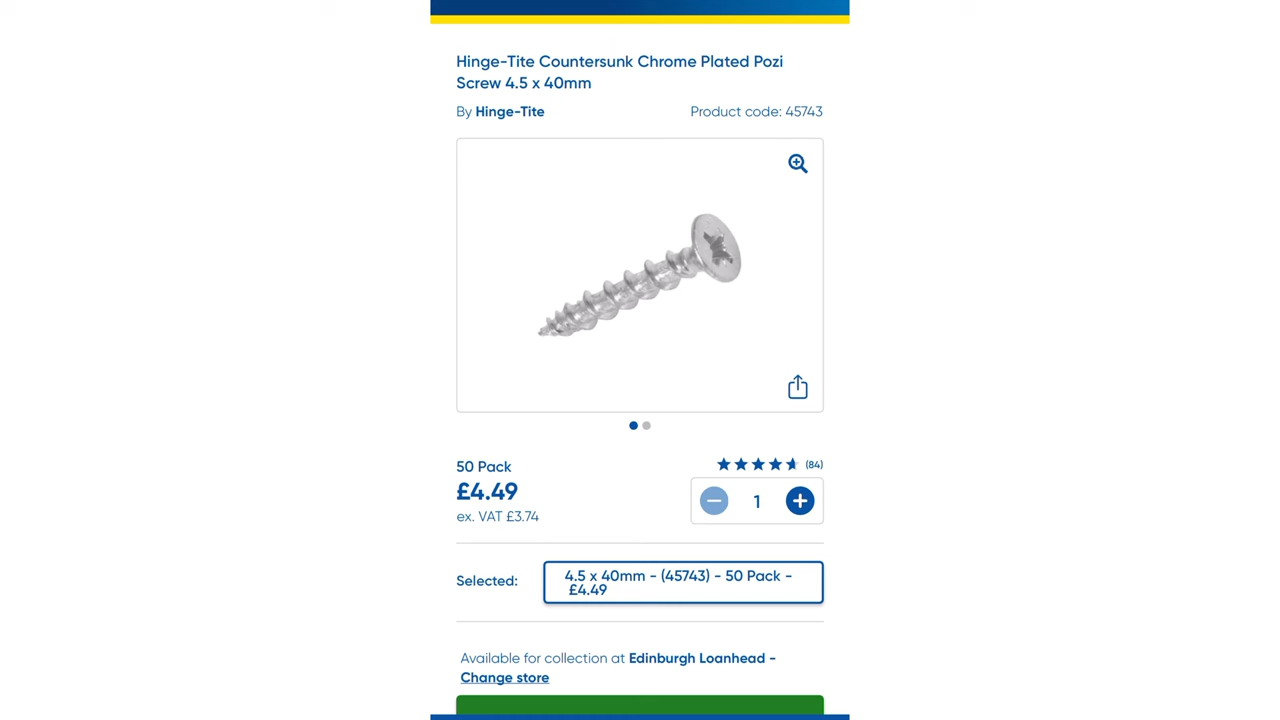 Hinge-Tite Countersunk Chrome Plated Pozi
Screw 4.5 x 40mm
By Hinge-Tite
Product code: 45743
50 Pack
(84)
£4.49
1
ex. VAT £3.74
Selected:
4.5 x 40mm - (45743) - 50 Pack -
£4.49
Available for collection at Edinburgh Loanhead -
Change store